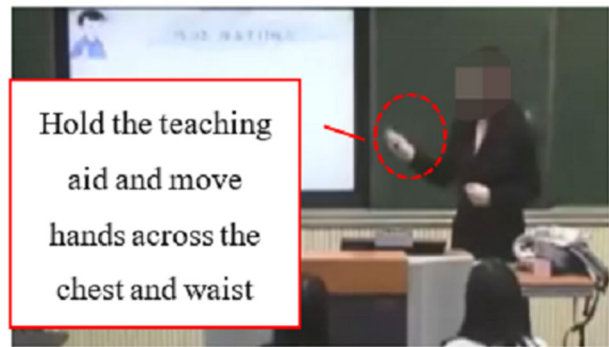 Hold the teaching
aid and move
hands across the
chest and waist